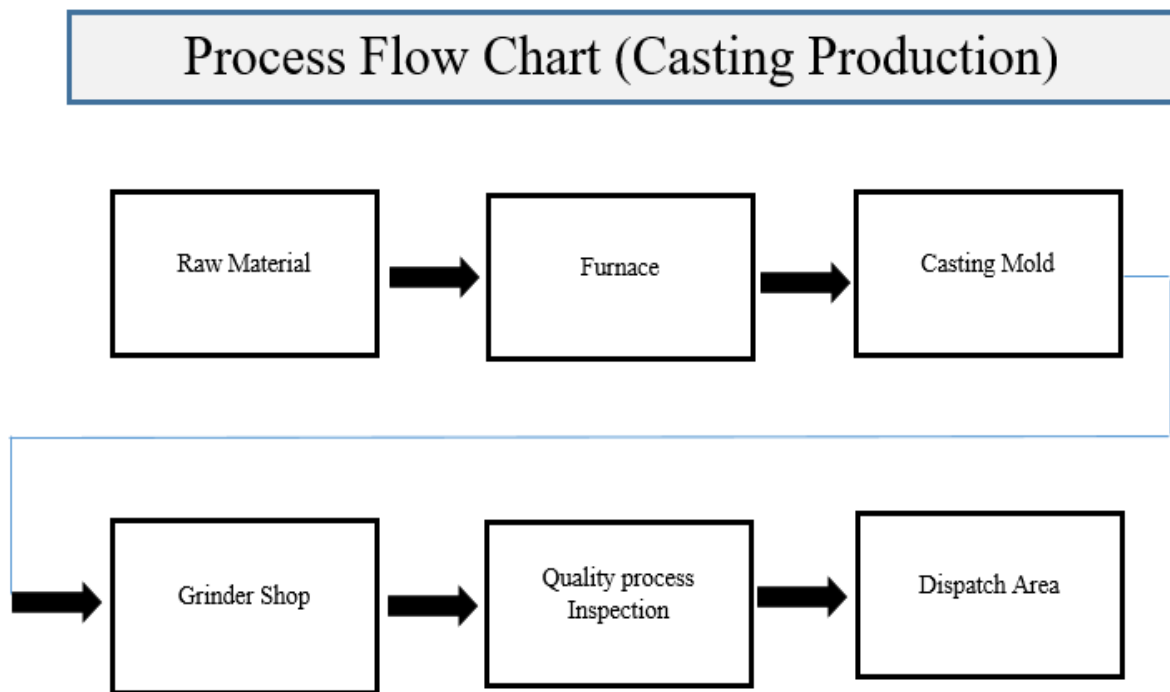 Process Flow Chart (Casting Production)
Raw Material
Furnace
Casting Mold
Grinder Shop
Quality process
Inspection
Dispatch Area